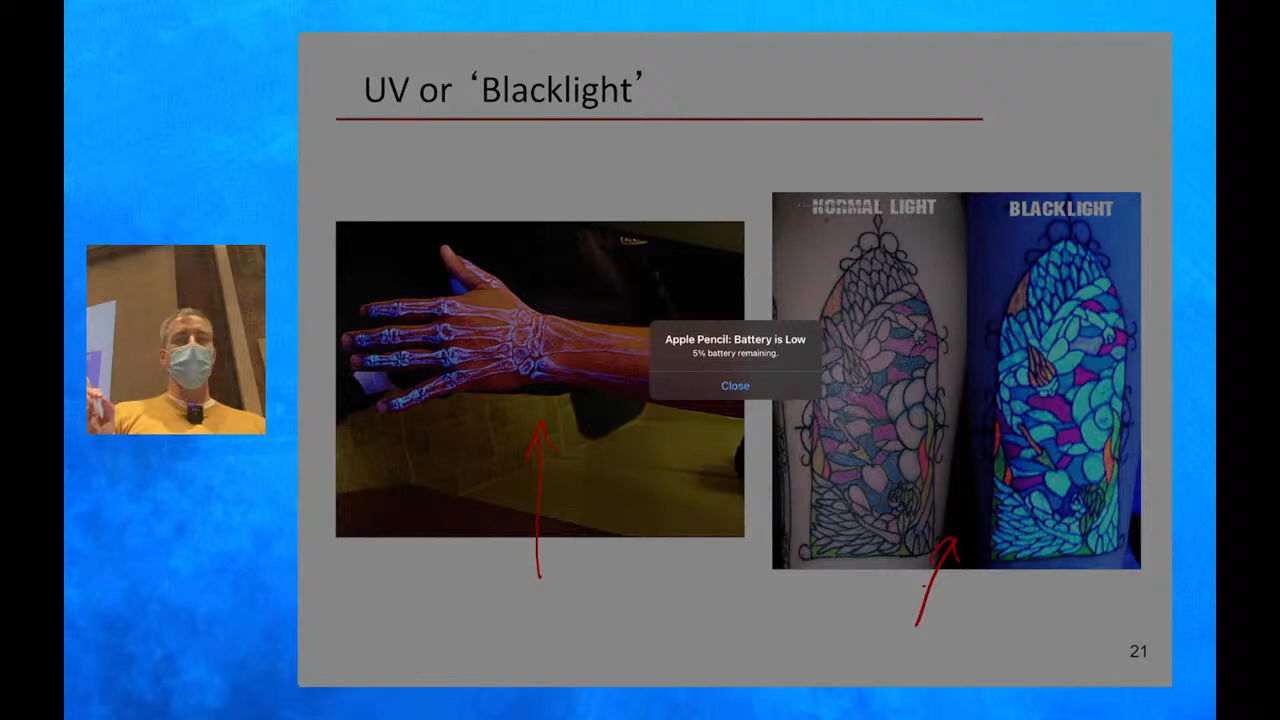 UV or ‘Blacklight’
NORMAL LIGHT
BLACKLIGHT
Apple Pencil: Battery is Low
5% battery remaining.
Close
21